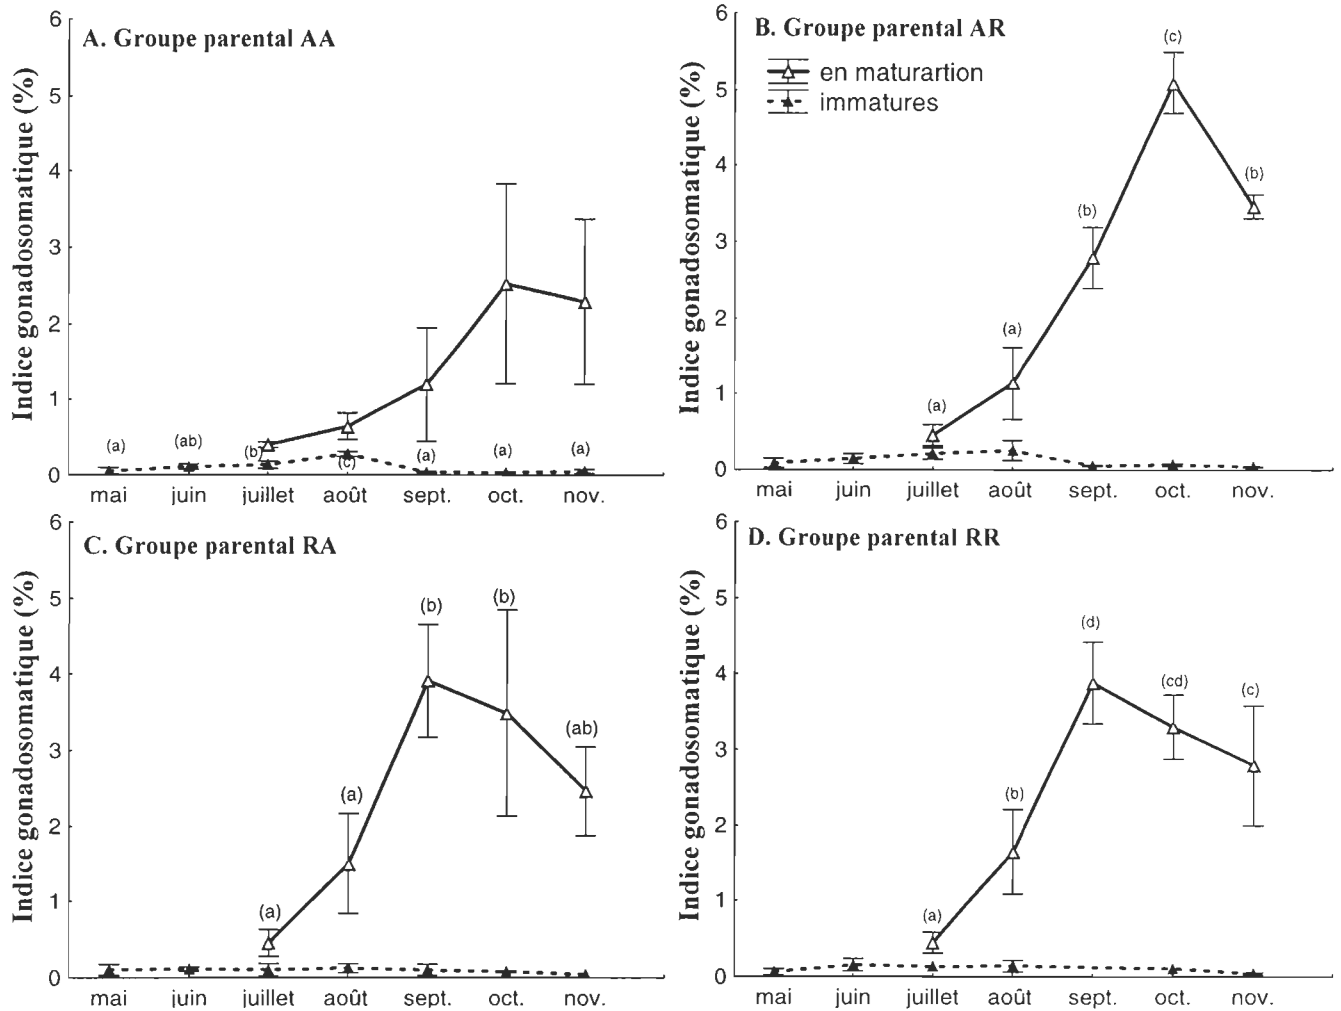 A. Groupe parental AA
Indice gonadosomatique (%)
6
5
4
3
2
1
0
(a) (ab) (b) (c) (a) (a) (a)
mai juin juillet août sept. oct. nov.
B. Groupe parental AR
en maturartion
immatures
Indice gonadosomatique (%)
6
5
4
3
2
1
0
(a) (a) (b) (c) (b)
mai juin juillet août sept. oct. nov.
C. Groupe parental RA
Indice gonadosomatique (%)
6
5
4
3
2
1
0
(a) (a) (b) (b) (ab)
mai juin juillet août sept. oct. nov.
D. Groupe parental RR
Indice gonadosomatique (%)
6
5
4
3
2
1
0
(a) (b) (d) (cd) (c)
mai juin juillet août sept. oct. nov.